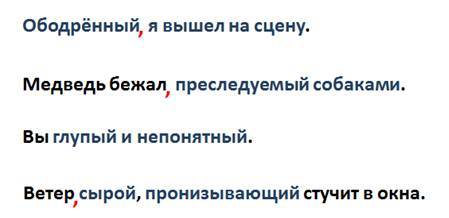 Ободрённый, я вышел на сцену.
Медведь бежал, преследуемый собаками.
Вы глупый и непонятный.
Ветер,сырой, пронизывающий стучит в окна.